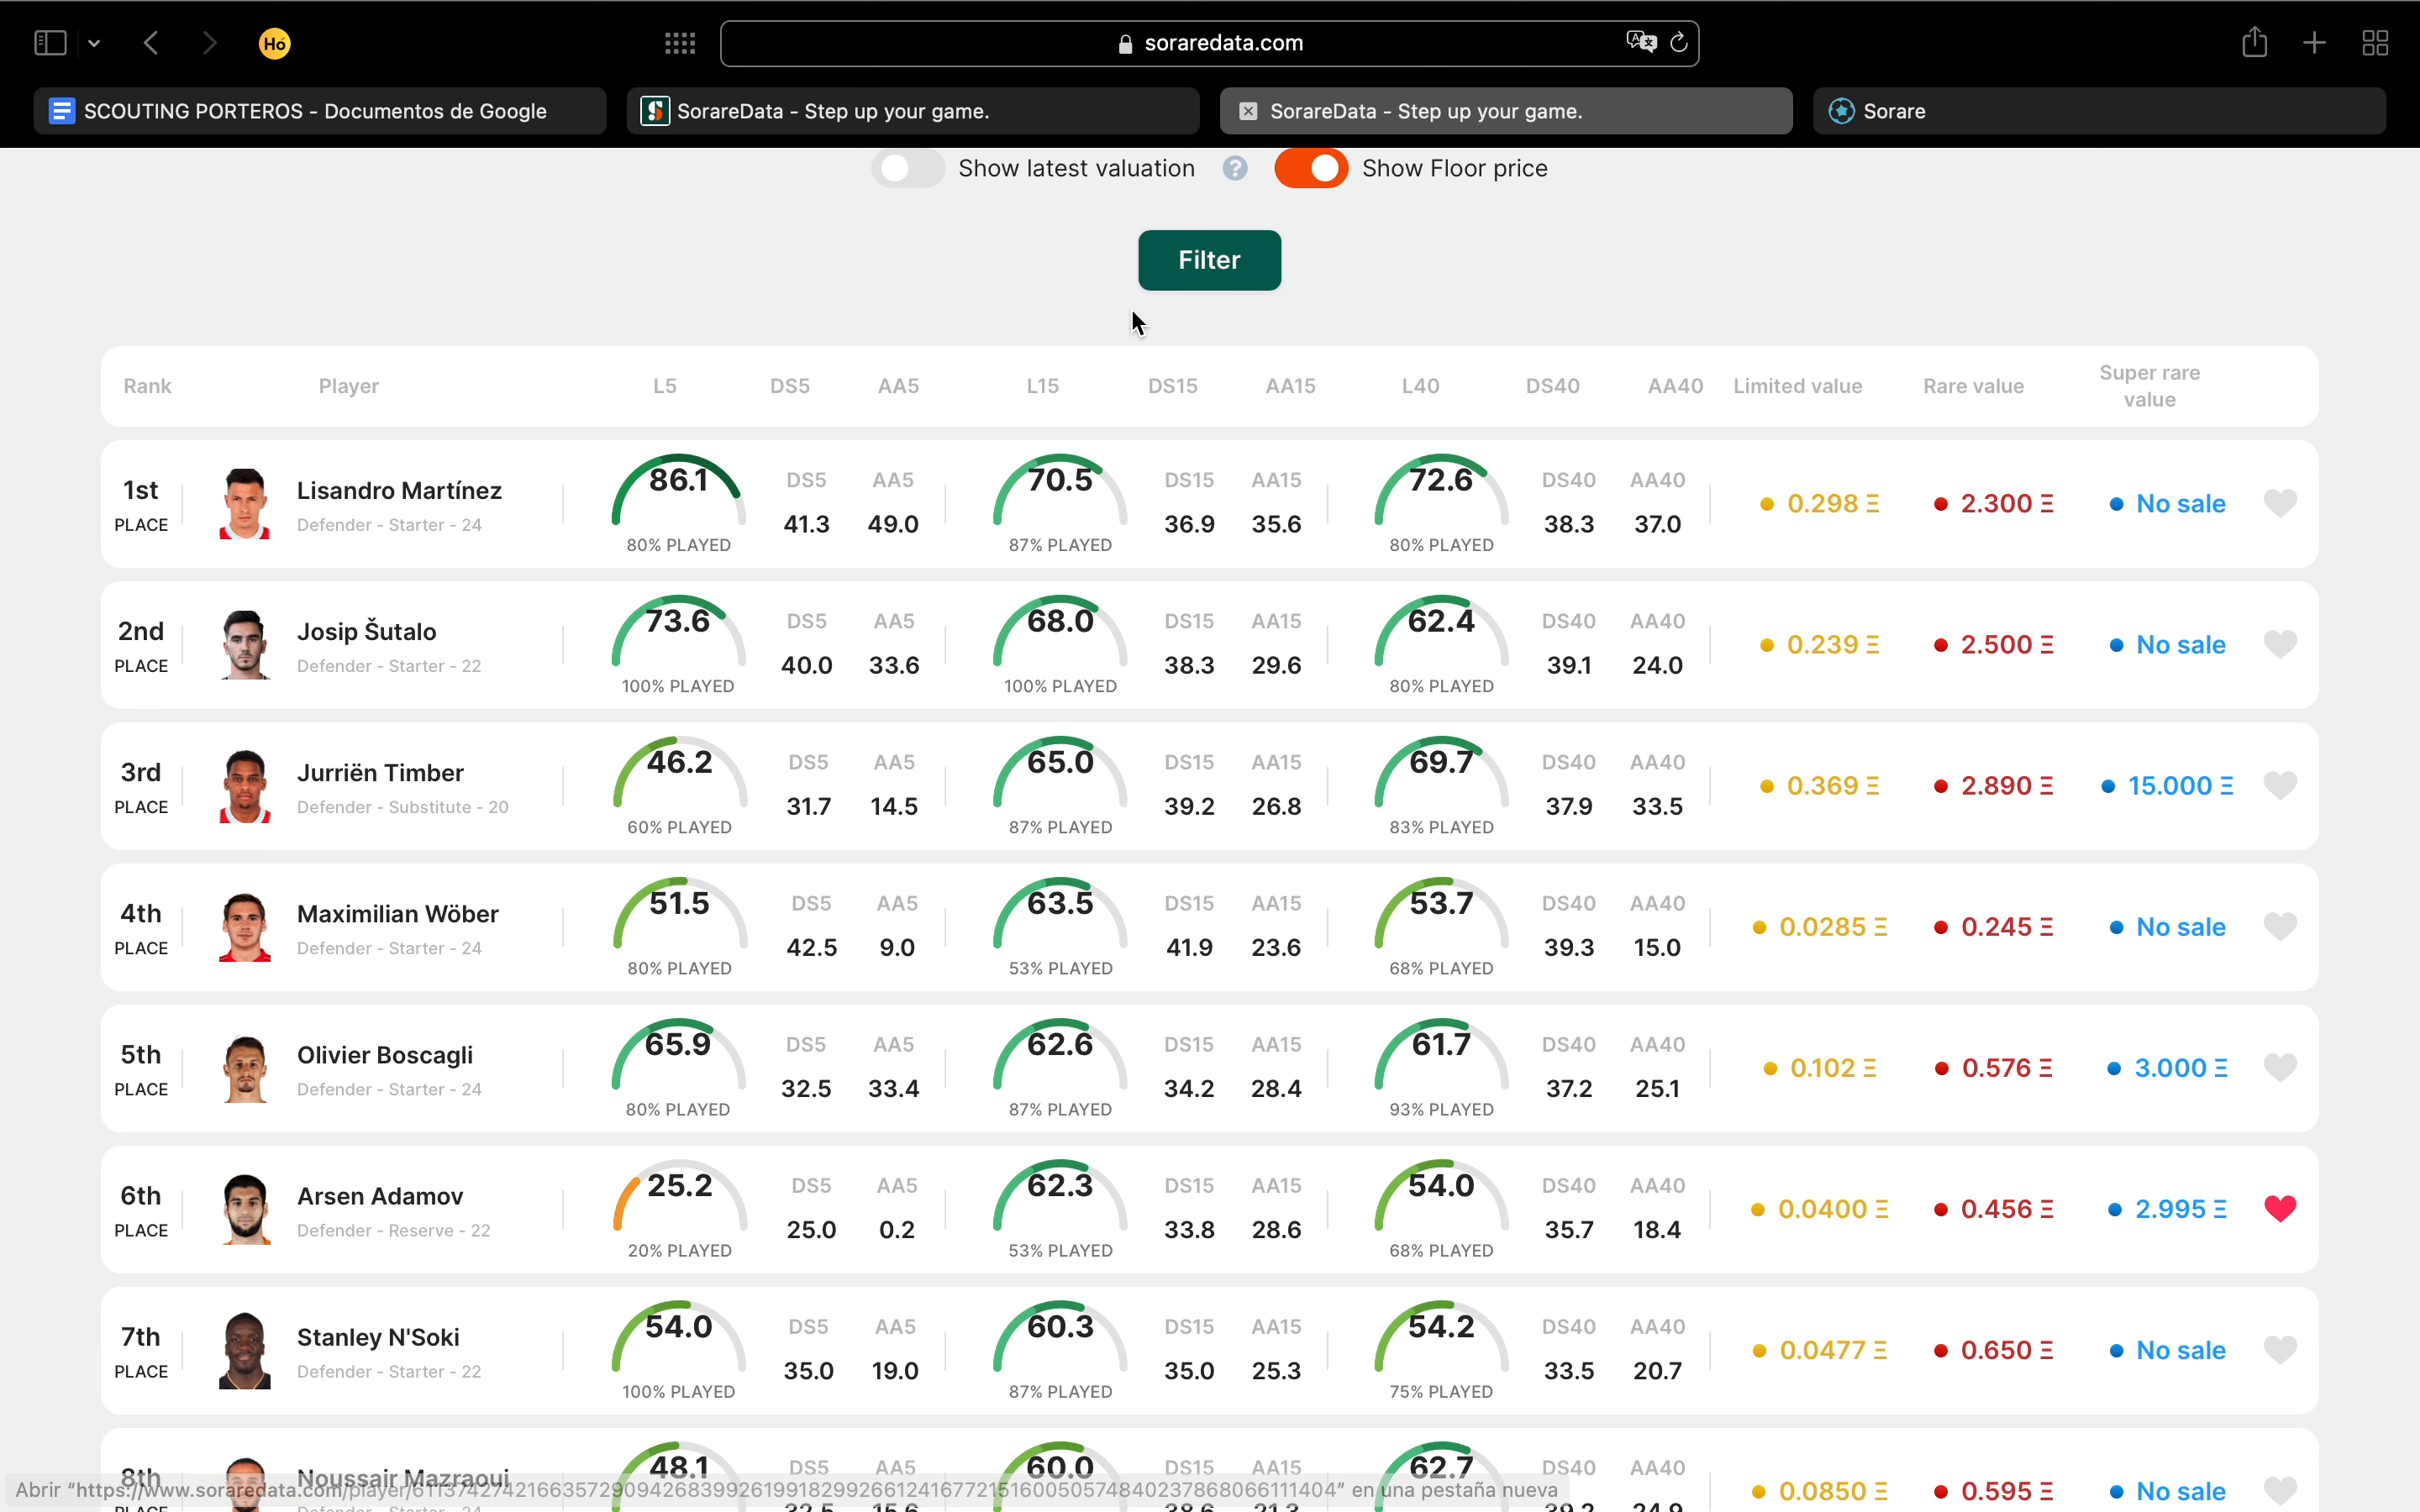 Hó
soraredata.com
SCOUTING PORTEROS - Documentos de Google
SorareData - Step up your game.
SorareData - Step up your game.
Sorare
Show latest valuation ? Show Floor price
Filter
Rank Player L5 DS5 AA5 L15 DS15 AA15 L40 DS40 AA40 Limited value Rare value Super rare value
1st PLACE
Lisandro Martínez
Defender - Starter - 24
86.1 80% PLAYED DS5 41.3 AA5 49.0
70.5 87% PLAYED DS15 36.9 AA15 35.6
72.6 80% PLAYED DS40 38.3 AA40 37.0
0.298 Ξ 2.300 Ξ No sale
2nd PLACE
Josip Šutalo
Defender - Starter - 22
73.6 100% PLAYED DS5 40.0 AA5 33.6
68.0 100% PLAYED DS15 38.3 AA15 29.6
62.4 80% PLAYED DS40 39.1 AA40 24.0
0.239 Ξ 2.500 Ξ No sale
3rd PLACE
Jurriën Timber
Defender - Substitute - 20
46.2 60% PLAYED DS5 31.7 AA5 14.5
65.0 87% PLAYED DS15 39.2 AA15 26.8
69.7 83% PLAYED DS40 37.9 AA40 33.5
0.369 Ξ 2.890 Ξ 15.000 Ξ
4th PLACE
Maximilian Wöber
Defender - Starter - 24
51.5 80% PLAYED DS5 42.5 AA5 9.0
63.5 53% PLAYED DS15 41.9 AA15 23.6
53.7 68% PLAYED DS40 39.3 AA40 15.0
0.0285 Ξ 0.245 Ξ No sale
5th PLACE
Olivier Boscagli
Defender - Starter - 24
65.9 80% PLAYED DS5 32.5 AA5 33.4
62.6 87% PLAYED DS15 34.2 AA15 28.4
61.7 93% PLAYED DS40 37.2 AA40 25.1
0.102 Ξ 0.576 Ξ 3.000 Ξ
6th PLACE
Arsen Adamov
Defender - Reserve - 22
25.2 20% PLAYED DS5 25.0 AA5 0.2
62.3 53% PLAYED DS15 33.8 AA15 28.6
54.0 68% PLAYED DS40 35.7 AA40 18.4
0.0400 Ξ 0.456 Ξ 2.995 Ξ
7th PLACE
Stanley N'Soki
Defender - Starter - 22
54.0 100% PLAYED DS5 35.0 AA5 19.0
60.3 87% PLAYED DS15 35.0 AA15 25.3
54.2 75% PLAYED DS40 33.5 AA40 20.7
0.0477 Ξ 0.650 Ξ No sale
8th
Noussair Mazraoui
48.1 DS5 AA5
60.0 DS15 AA15
62.7 DS40 AA40
0.0850 Ξ 0.595 Ξ No sale